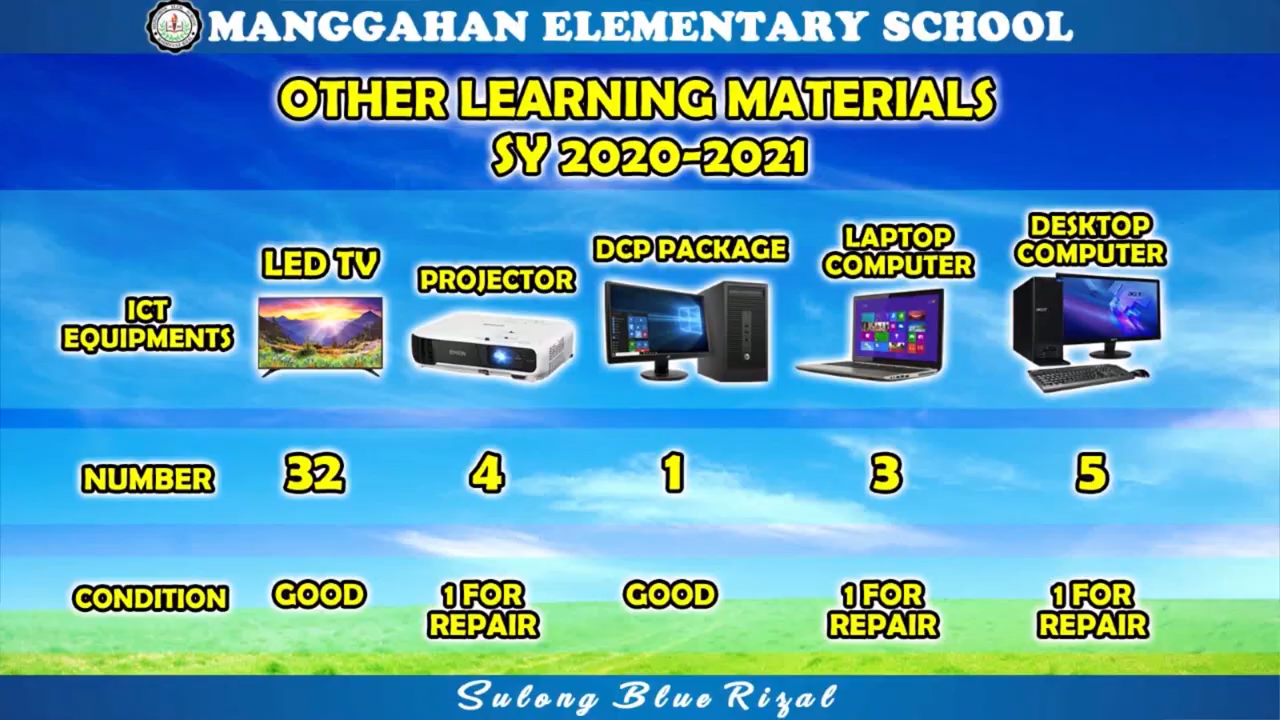 MANGGAHAN ELEMENTARY SCHOOL
OTHER LEARNING MATERIALS
SY 2020-2021
ICT
EQUIPMENTS
LED TV
PROJECTOR
DCP PACKAGE
LAPTOP
COMPUTER
DESKTOP
COMPUTER
NUMBER
32
4
1
3
5
CONDITION
GOOD
1 FOR
REPAIR
GOOD
1 FOR
REPAIR
1 FOR
REPAIR
Sulong Blue Rizal